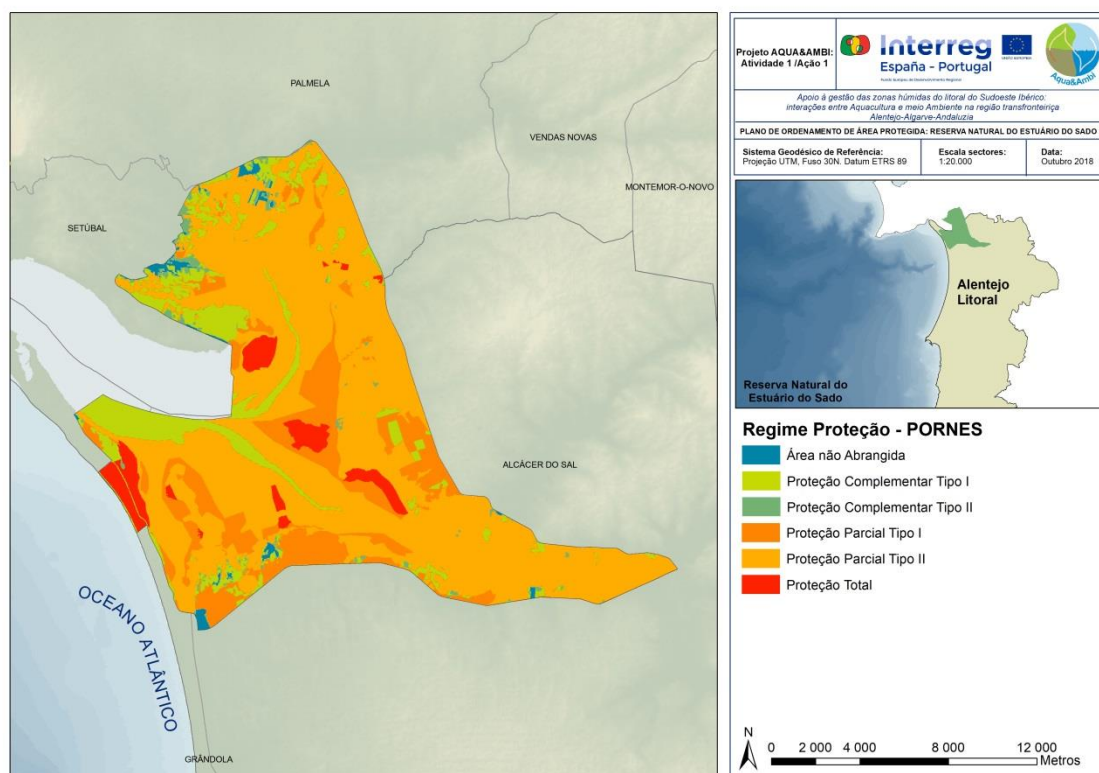 PALMELA
VENDAS NOVAS
MONTEMOR-O-NOVO
SETÚBAL
ALCÁCER DO SAL
OCEANO ATLÂNTICO
GRÂNDOLA
Projeto AQUA&AMBI:
Atividade 1 /Ação 1
Interreg
España - Portugal
Aqua&Ambi
Apoio à gestão das zonas húmidas do litoral do Sudoeste Ibérico:
interações entre Aquacultura e meio Ambiente na região transfronteiriça
Alentejo-Algarve-Andaluzia
PLANO DE ORDENAMENTO DE ÁREA PROTEGIDA: RESERVA NATURAL DO ESTUÁRIO DO SADO
Sistema Geodésico de Referência:
Projeção UTM, Fuso 30N. Datum ETRS 89
Escala sectores:
1:20.000
Data:
Outubro 2018
Alentejo
Litoral
Reserva Natural do
Estuário do Sado
Regime Proteção - PORNES
Área não Abrangida
Proteção Complementar Tipo I
Proteção Complementar Tipo II
Proteção Parcial Tipo I
Proteção Parcial Tipo II
Proteção Total
N
0 2 000 4 000 8 000 12 000
Metros